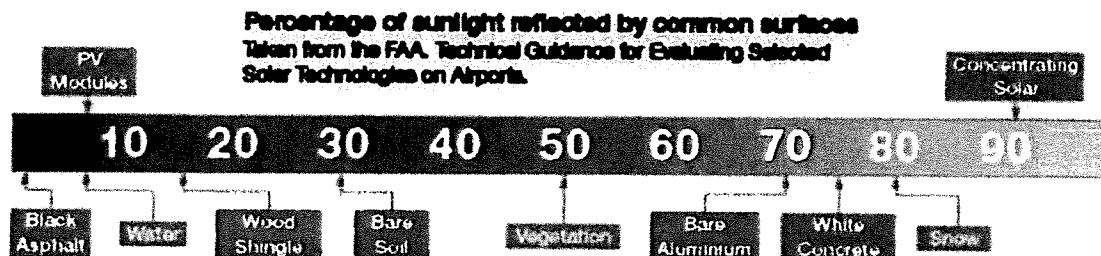 Percentage of sunlight reflected by common surfaces
Taken from the FAA. Technical Guidance for Evaluating Selected
Solar Technologies on Airports.
PV
Modules
Concentrating
Solar
10 20 30 40 50 60 70 80 90
Black
Asphalt
Water
Wood
Shingle
Bare
Soil
Vegetation
Bare
Aluminium
White
Concrete
Snow